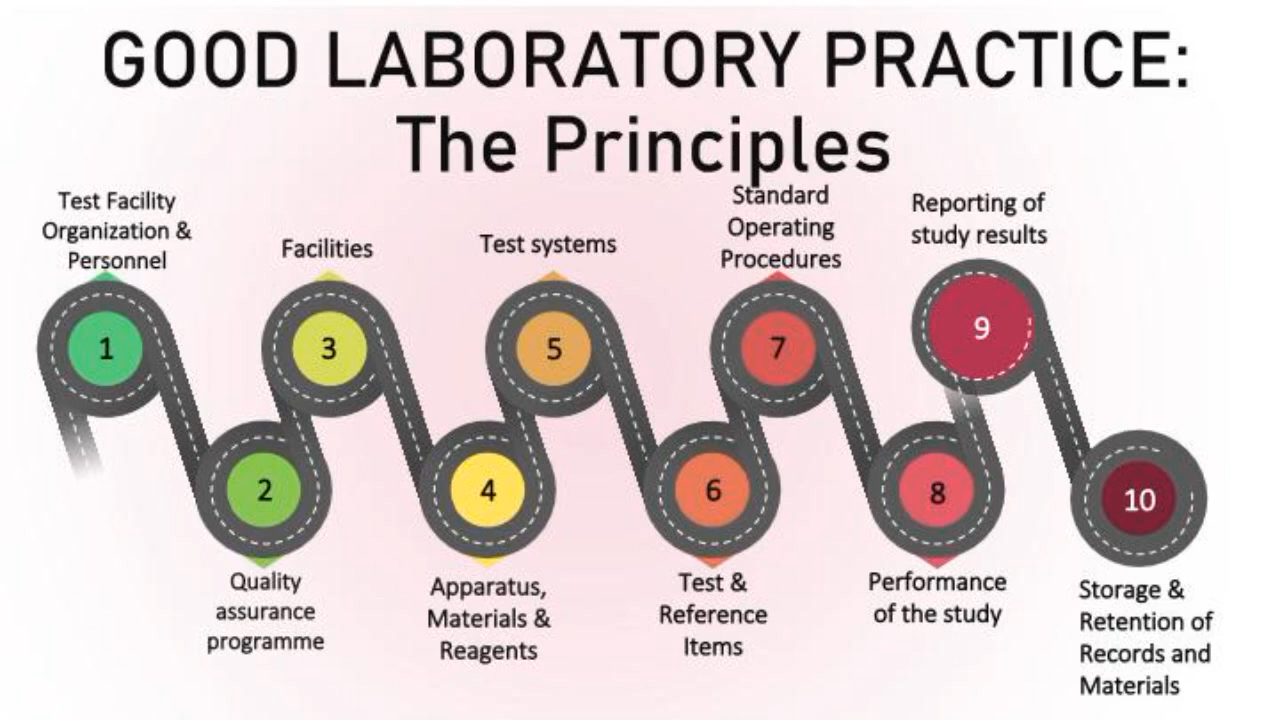 GOOD LABORATORY PRACTICE:
The Principles
Test Facility
Organization &
Personnel
1
Quality
assurance
programme
2
Facilities
3
Apparatus,
Materials &
Reagents
4
Test systems
5
Test &
Reference
Items
6
Standard
Operating
Procedures
7
Performance
of the study
8
Reporting of
study results
9
Storage &
Retention of
Records and
Materials
10